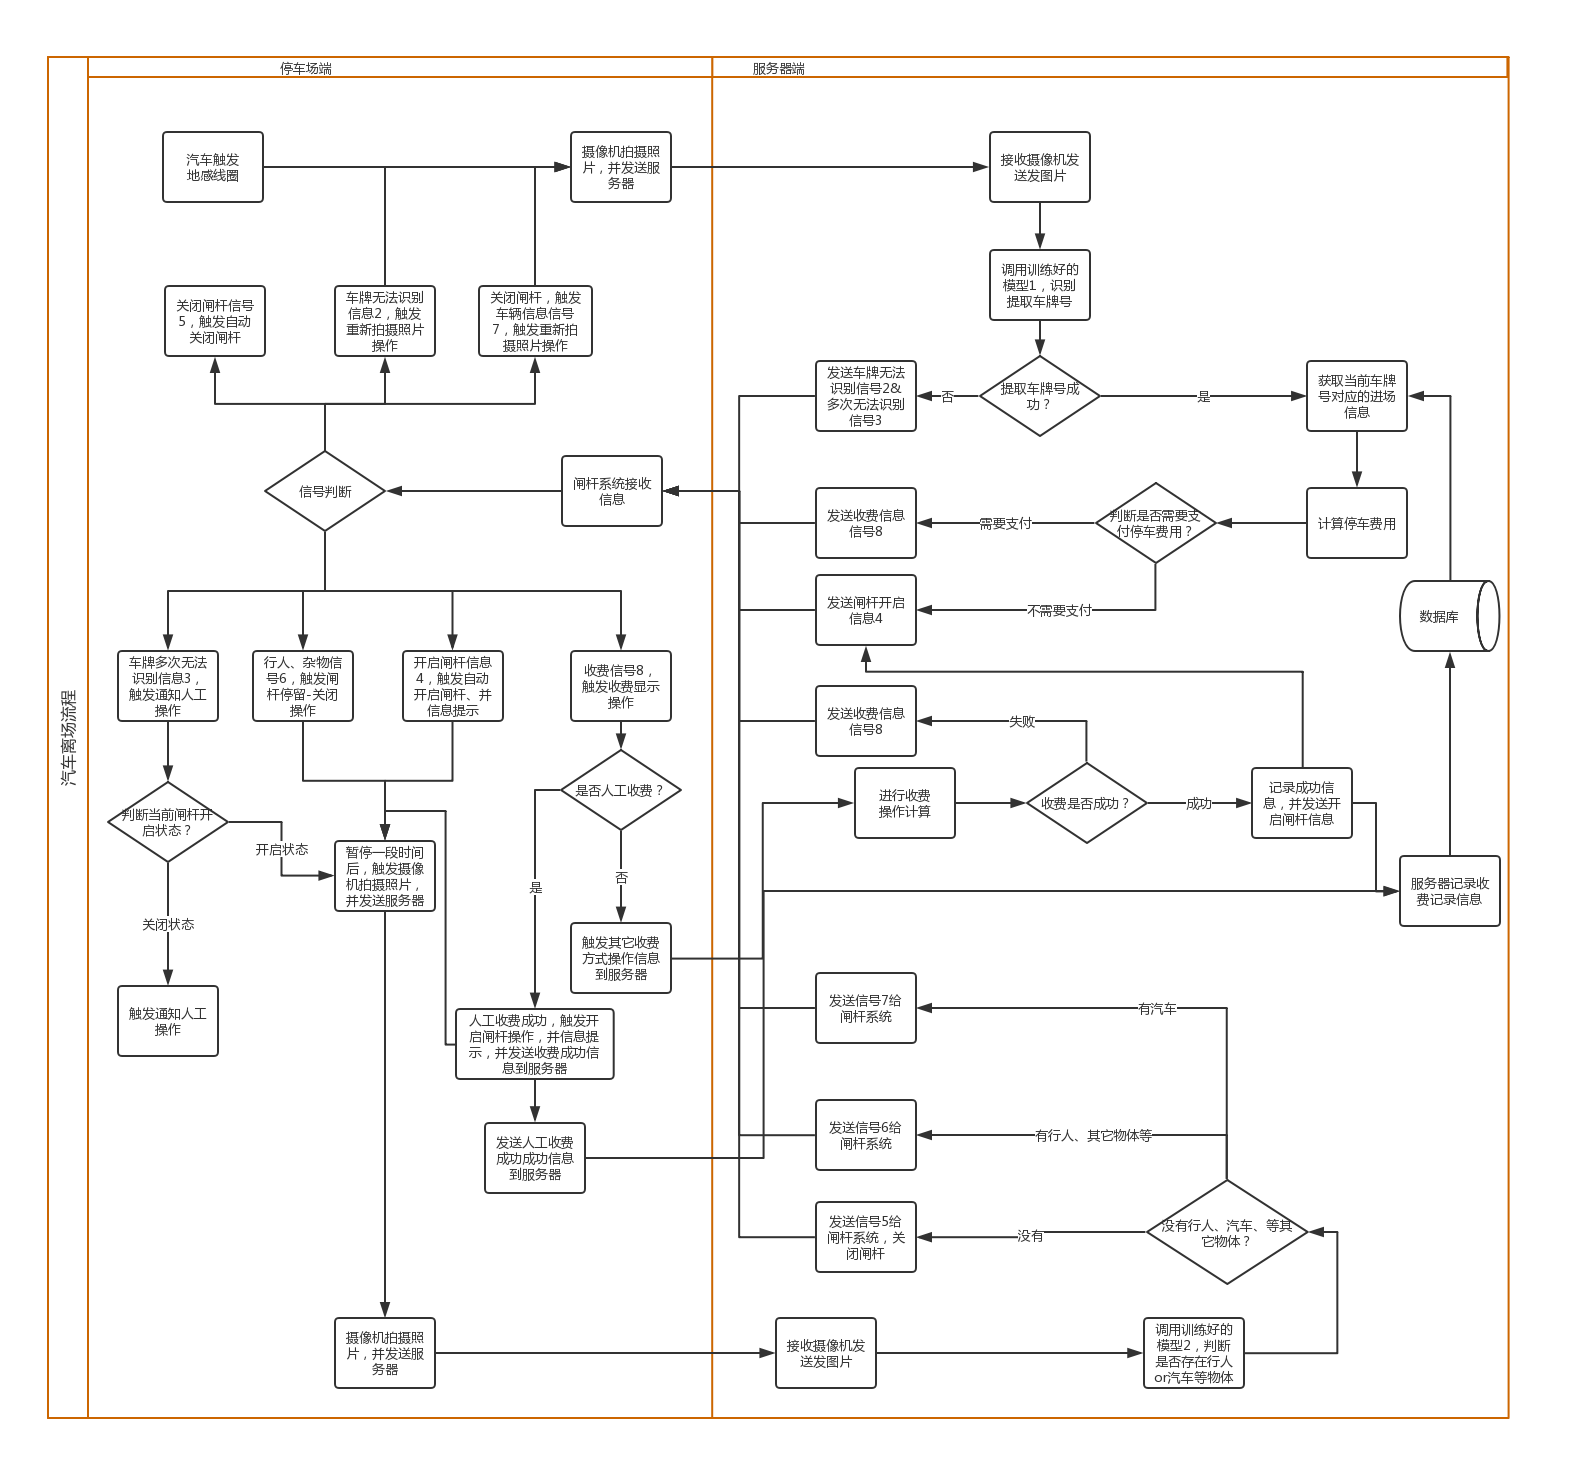 停车场端
服务器端
汽车离场流程
汽车触发
地感线圈
摄像机拍摄照
片，并发送服
务器
接收摄像机发
送发图片
调用训练好的
模型1，识别
提取车牌号
关闭闸杆信号
5，触发自动
关闭闸杆
车牌无法识别
信息2，触发
重新拍摄照片
操作
关闭闸杆，触发
车辆信息信号
7，触发重新拍
摄照片操作
发送车牌无法
识别信号2&
多次无法识别
信号3
否
提取车牌号成
功？
是
获取当前车牌
号对应的进场
信息
信号判断
闸杆系统接收
信息
发送收费信息
信号8
需要支付
判断是否需要支
付停车费用？
计算停车费用
发送闸杆开启
信息4
不需要支付
数据库
车牌多次无法
识别信息3，
触发通知人工
操作
行人、杂物信
号6，触发闸
杆停留-关闭
操作
开启闸杆信息
4，触发自动
开启闸杆、并
信息提示
收费信号8，
触发收费显示
操作
发送收费信息
信号8
失败
是否人工收费？
进行收费
操作计算
收费是否成功？
成功
记录成功信
息，并发送开
启闸杆信息
判断当前闸杆开
启状态？
开启状态
暂停一段时间
后，触发摄像
机拍摄照片，
并发送服务器
是
否
服务器记录收
费记录信息
关闭状态
触发其它收费
方式操作信息
到服务器
触发通知人工
操作
人工收费成功，触发开
启闸杆操作，并信息提
示，并发送收费成功信
息到服务器
发送信号7给
闸杆系统
有汽车
发送人工收费
成功成功信息
到服务器
发送信号6给
闸杆系统
有行人、其它物体等
发送信号5给
闸杆系统，关
闭闸杆
没有
没有行人、汽车、等其
它物体？
摄像机拍摄照
片，并发送服
务器
接收摄像机发
送发图片
调用训练好的
模型2，判断
是否存在行人
or汽车等物体